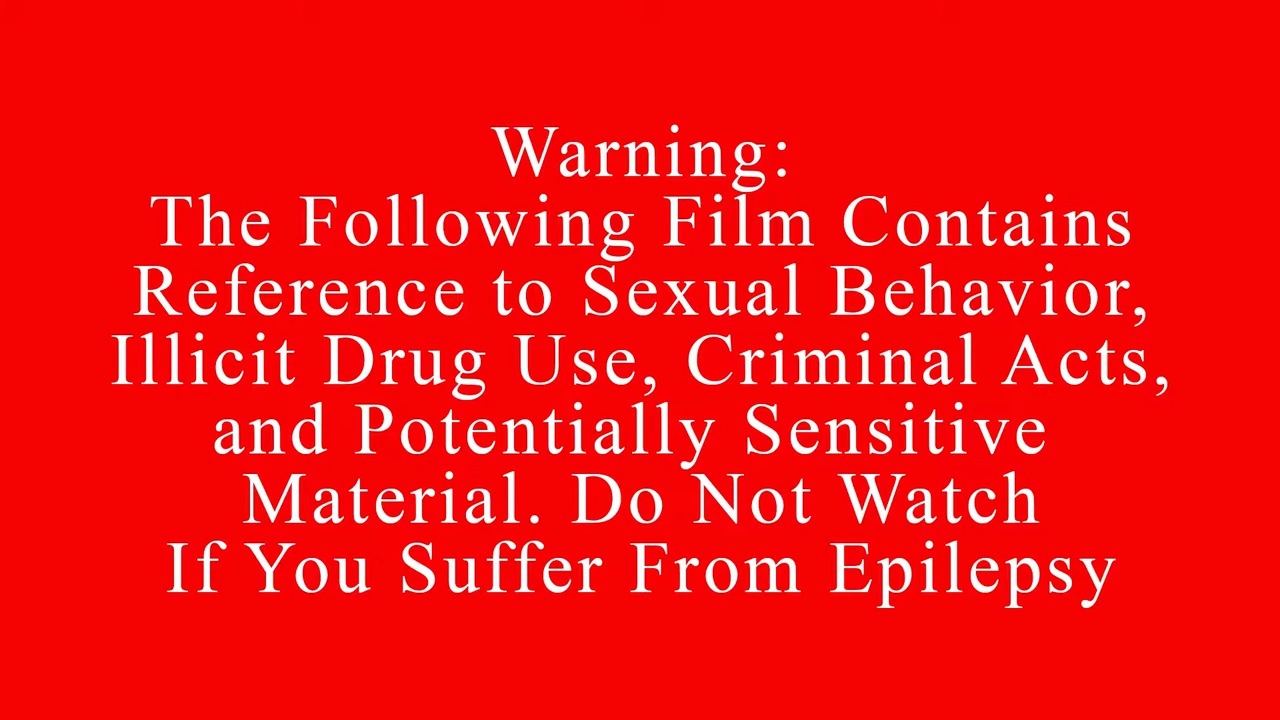 Warning:
The Following Film Contains
Reference to Sexual Behavior,
Illicit Drug Use, Criminal Acts,
and Potentially Sensitive
Material. Do Not Watch
If You Suffer From Epilepsy